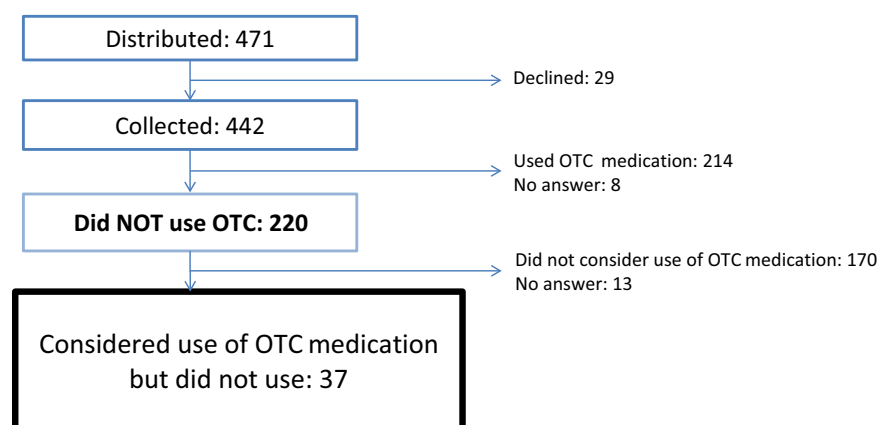 Distributed: 471
Declined: 29
Collected: 442
Used OTC medication: 214
No answer: 8
Did NOT use OTC: 220
Did not consider use of OTC medication: 170
No answer: 13
Considered use of OTC medication
but did not use: 37